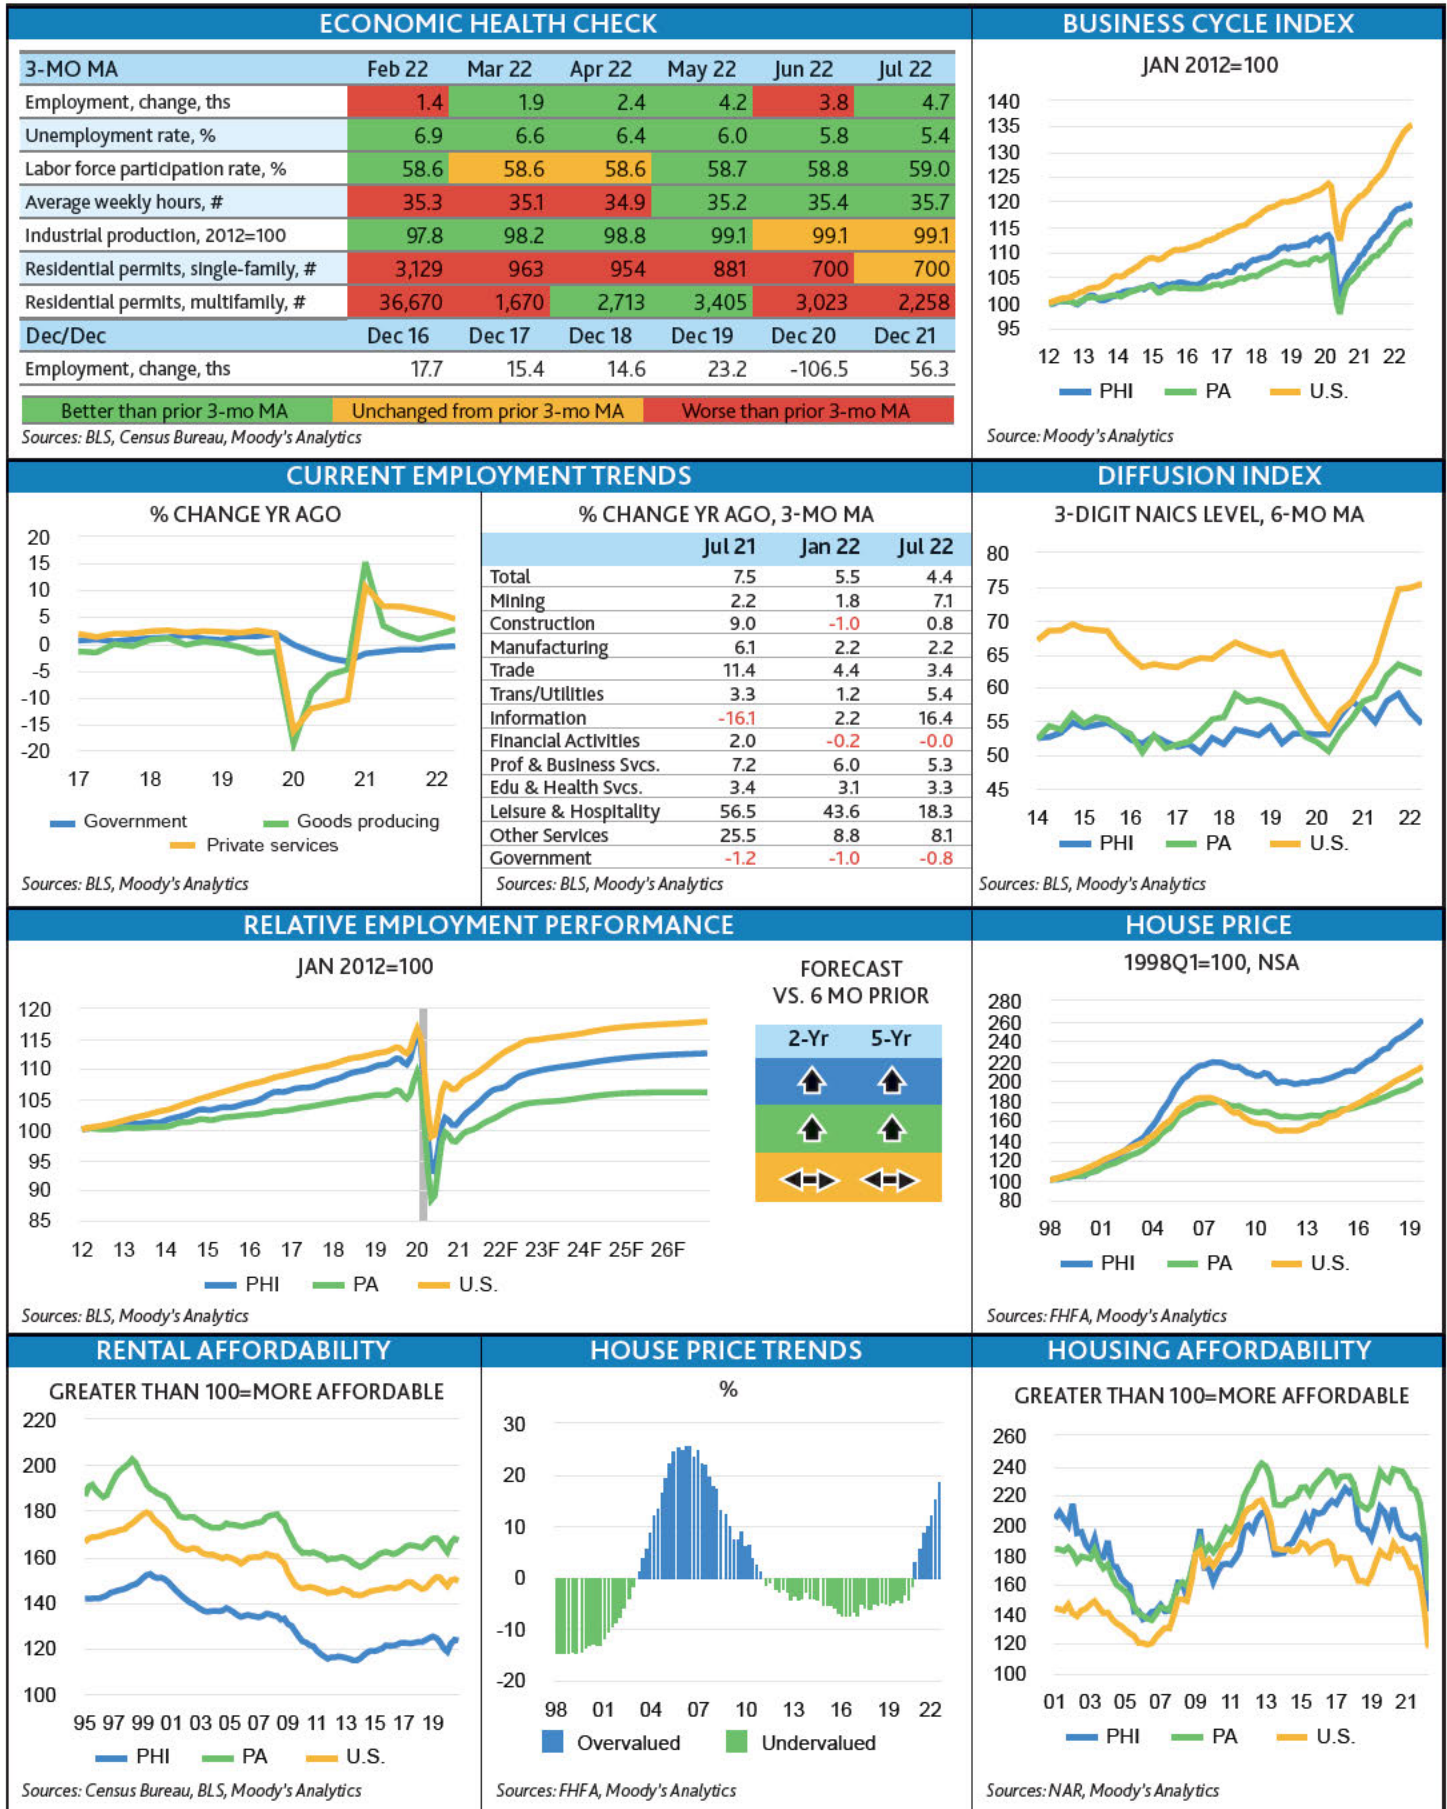 ECONOMIC HEALTH CHECK
3-MO MA Feb 22 Mar 22 Apr 22 May 22 Jun 22 Jul 22
Employment, change, ths 1.4 1.9 2.4 4.2 3.8 4.7
Unemployment rate, % 6.9 6.6 6.4 6.0 5.8 5.4
Labor force participation rate, % 58.6 58.6 58.6 58.7 58.8 59.0
Average weekly hours, # 35.3 35.1 34.9 35.2 35.4 35.7
Industrial production, 2012=100 97.8 98.2 98.8 99.1 99.1 99.1
Residential permits, single-family, # 3,129 963 954 881 700 700
Residential permits, multifamily, # 36,670 1,670 2,713 3,405 3,023 2,258
Dec/Dec Dec 16 Dec 17 Dec 18 Dec 19 Dec 20 Dec 21
Employment, change, ths 17.7 15.4 14.6 23.2 -106.5 56.3
Better than prior 3-mo MA Unchanged from prior 3-mo MA Worse than prior 3-mo MA
Sources: BLS, Census Bureau, Moody's Analytics
BUSINESS CYCLE INDEX
JAN 2012=100
140
135
130
125
120
115
110
105
100
95
12 13 14 15 16 17 18 19 20 21 22
PHI PA U.S.
Source: Moody's Analytics
CURRENT EMPLOYMENT TRENDS
% CHANGE YR AGO
20
15
10
5
0
-5
-10
-15
-20
17 18 19 20 21 22
Government Goods producing
Private services
Sources: BLS, Moody's Analytics
% CHANGE YR AGO, 3-MO MA
Jul 21 Jan 22 Jul 22
Total 7.5 5.5 4.4
Mining 2.2 1.8 7.1
Construction 9.0 -1.0 0.8
Manufacturing 6.1 2.2 2.2
Trade 11.4 4.4 3.4
Trans/Utilities 3.3 1.2 5.4
Information -16.1 2.2 16.4
Financial Activities 2.0 -0.2 -0.0
Prof & Business Svcs. 7.2 6.0 5.3
Edu & Health Svcs. 3.4 3.1 3.3
Leisure & Hospitality 56.5 43.6 18.3
Other Services 25.5 8.8 8.1
Government -1.2 -1.0 -0.8
Sources: BLS, Moody's Analytics
DIFFUSION INDEX
3-DIGIT NAICS LEVEL, 6-MO MA
80
75
70
65
60
55
50
45
14 15 16 17 18 19 20 21 22
PHI PA U.S.
Sources: BLS, Moody's Analytics
RELATIVE EMPLOYMENT PERFORMANCE
JAN 2012=100
120
115
110
105
100
95
90
85
12 13 14 15 16 17 18 19 20 21 22F 23F 24F 25F 26F
PHI PA U.S.
Sources: BLS, Moody's Analytics
FORECAST
VS. 6 MO PRIOR
2-Yr 5-Yr
HOUSE PRICE
1998Q1=100, NSA
280
260
240
220
200
180
160
140
120
100
80
98 01 04 07 10 13 16 19
PHI PA U.S.
Sources: FHFA, Moody's Analytics
RENTAL AFFORDABILITY
GREATER THAN 100=MORE AFFORDABLE
220
200
180
160
140
120
100
95 97 99 01 03 05 07 09 11 13 15 17 19
PHI PA U.S.
Sources: Census Bureau, BLS, Moody's Analytics
HOUSE PRICE TRENDS
%
30
20
10
0
-10
-20
98 01 04 07 10 13 16 19 22
Overvalued Undervalued
Sources: FHFA, Moody's Analytics
HOUSING AFFORDABILITY
GREATER THAN 100=MORE AFFORDABLE
260
240
220
200
180
160
140
120
100
01 03 05 07 09 11 13 15 17 19 21
PHI PA U.S.
Sources: NAR, Moody's Analytics